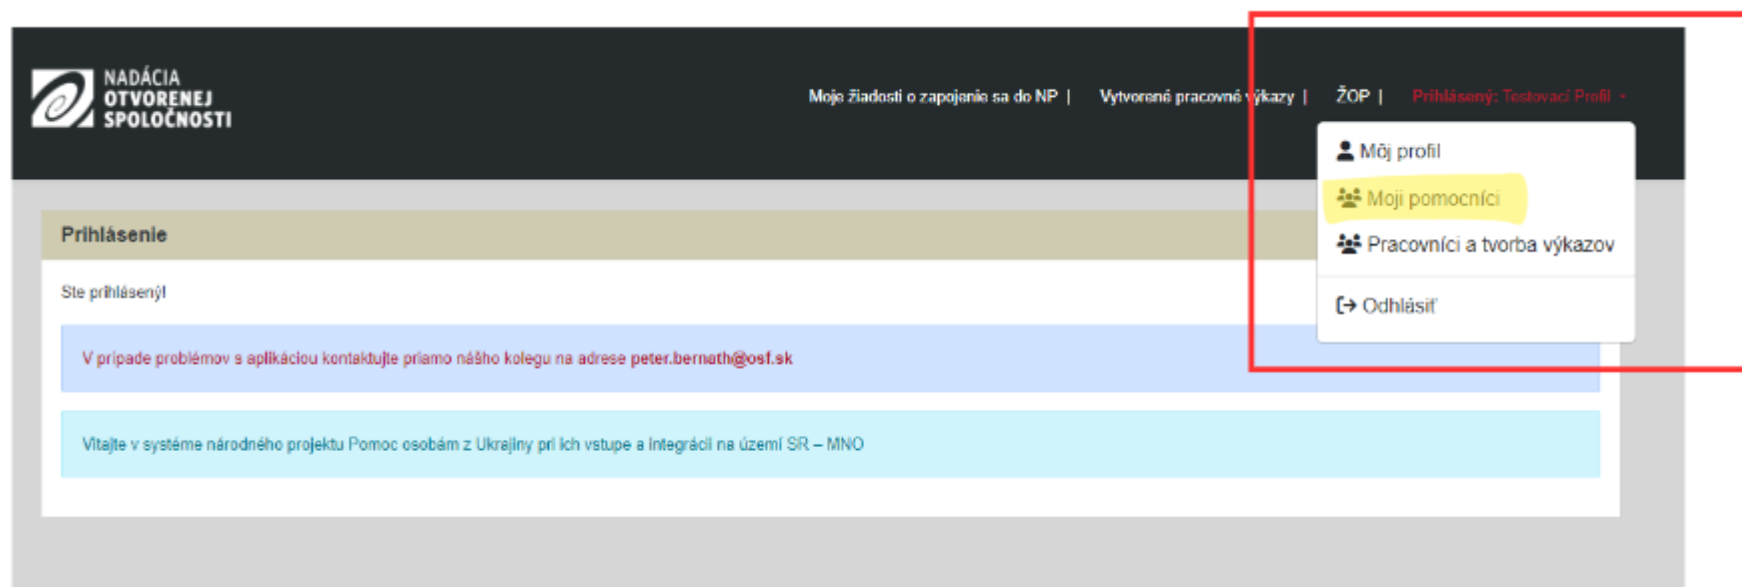 NADÁCIA
OTVORENEJ
SPOLOČNOSTI
Moje žiadosti o zapojenie sa do NP | Vytvorené pracovné výkazy | ŽOP | Prihlásený: Testovací Profil
Môj profil
Moji pomocníci
Pracovníci a tvorba výkazov
Odhlásiť
Prihlásenie
Ste prihlásený!
V prípade problémov s aplikáciou kontaktujte priamo nášho kolegu na adrese peter.bernath@osf.sk
Vitajte v systéme národného projektu Pomoc osobám z Ukrajiny pri ich vstupe a integrácii na území SR – MNO